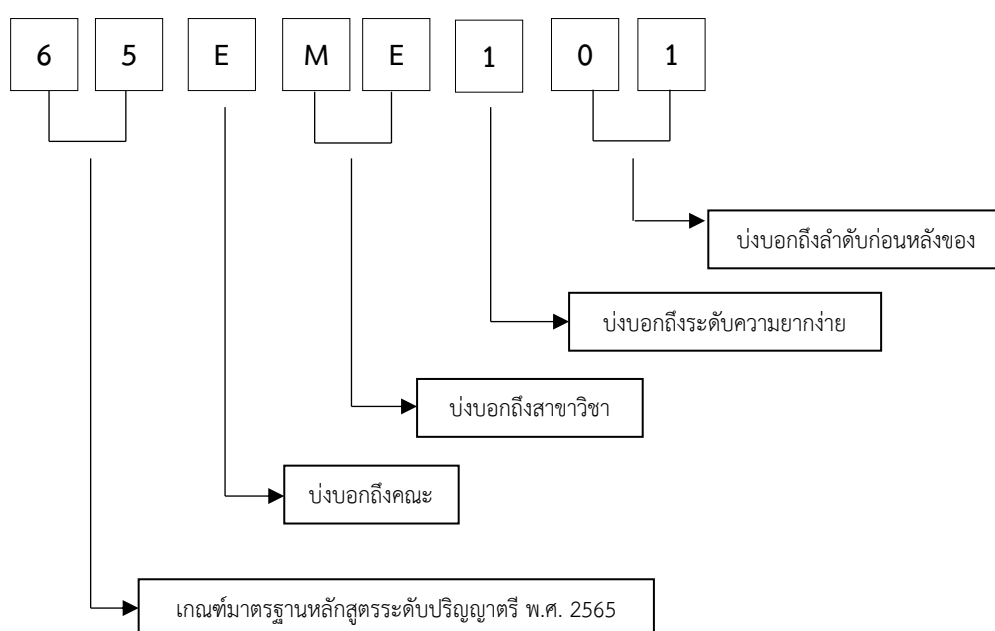 6 5 E M E 1 0 1
บ่งบอกถึงลำดับก่อนหลังของ
บ่งบอกถึงระดับความยากง่าย
บ่งบอกถึงสาขาวิชา
บ่งบอกถึงคณะ
เกณฑ์มาตรฐานหลักสูตรระดับปริญญาตรี พ.ศ. 2565